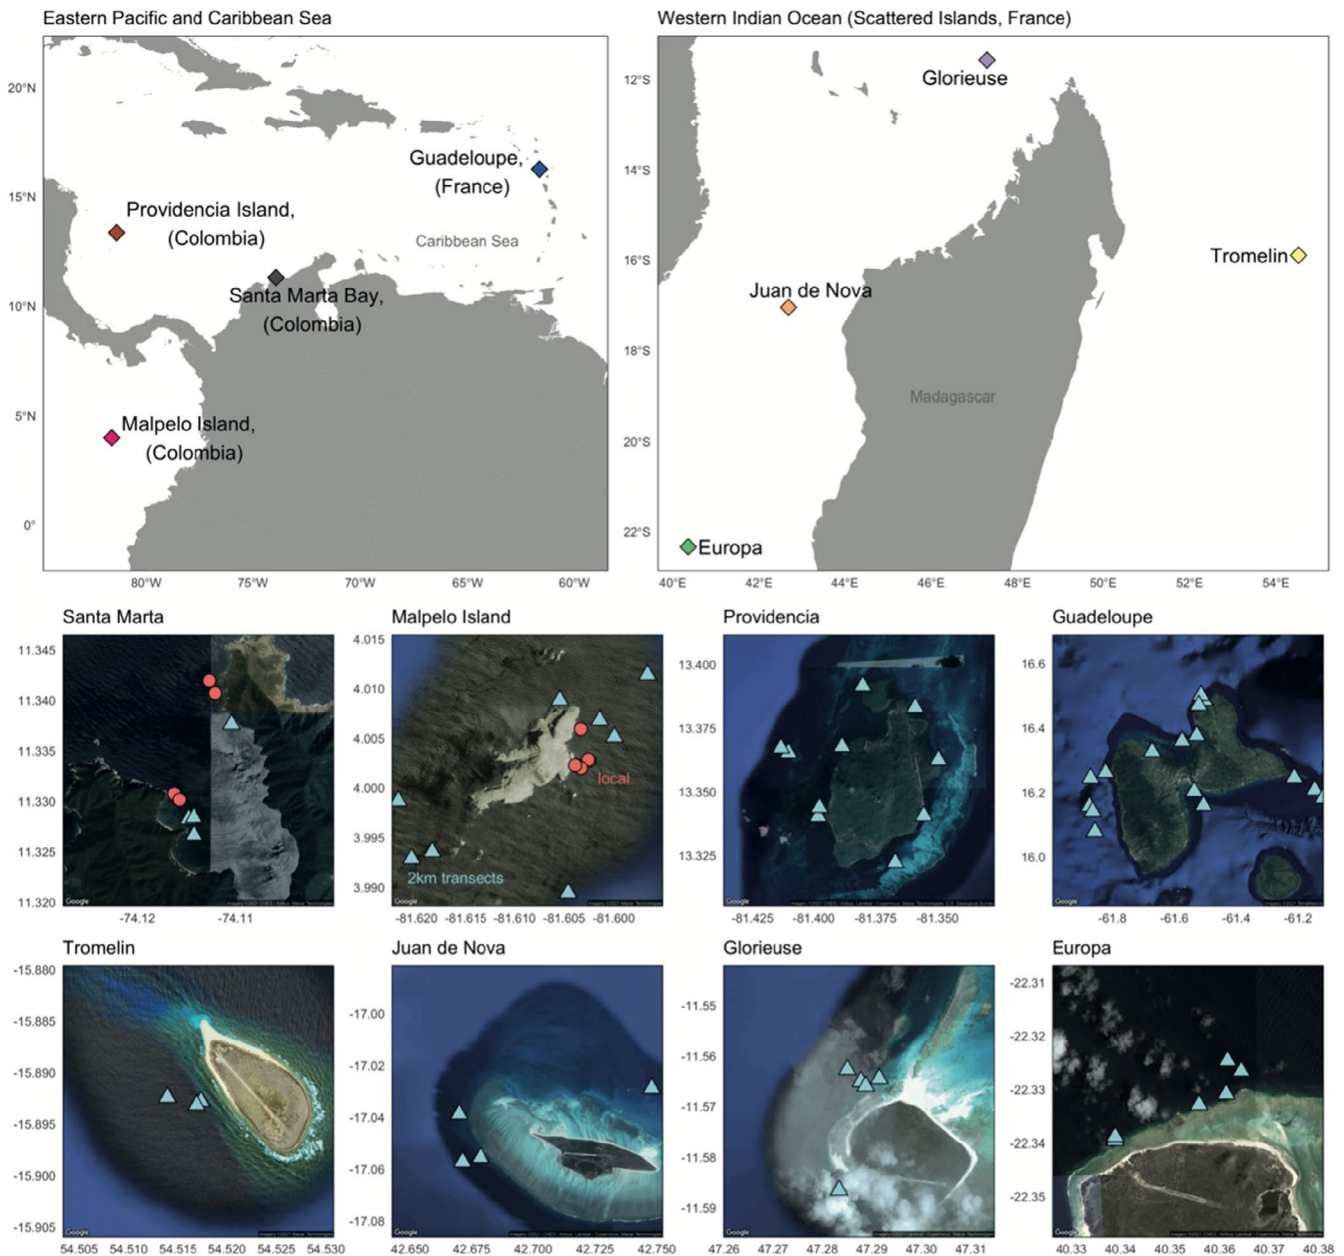 Eastern Pacific and Caribbean Sea
20°N
15°N
10°N
5°N
0°
80°W
75°W
70°W
65°W
60°W
Guadeloupe,
(France)
Providencia Island,
(Colombia)
Caribbean Sea
Santa Marta Bay,
(Colombia)
Malpelo Island,
(Colombia)
Western Indian Ocean (Scattered Islands, France)
12°S
14°S
16°S
18°S
20°S
22°S
40°E
42°E
44°E
46°E
48°E
50°E
52°E
54°E
Glorieuse
Tromelin
Juan de Nova
Madagascar
Europa
Santa Marta
11.345
11.340
11.335
11.330
11.325
11.320
-74.12
-74.11
Google
Malpelo Island
4.015
4.010
4.005
4.000
3.995
3.990
local
2km transects
-81.620
-81.615
-81.610
-81.605
-81.600
Google
Providencia
13.400
13.375
13.350
13.325
-81.425
-81.400
-81.375
-81.350
Google
Guadeloupe
16.6
16.4
16.2
16.0
-61.8
-61.6
-61.4
-61.2
Google
Tromelin
-15.880
-15.885
-15.890
-15.895
-15.900
-15.905
54.505
54.510
54.515
54.520
54.525
54.530
Google
Juan de Nova
-17.00
-17.02
-17.04
-17.06
-17.08
42.650
42.675
42.700
42.725
42.750
Google
Glorieuse
-11.55
-11.56
-11.57
-11.58
-11.59
47.26
47.27
47.28
47.29
47.30
47.31
Google
Europa
-22.31
-22.32
-22.33
-22.34
-22.35
40.33
40.34
40.35
40.36
40.37
Google